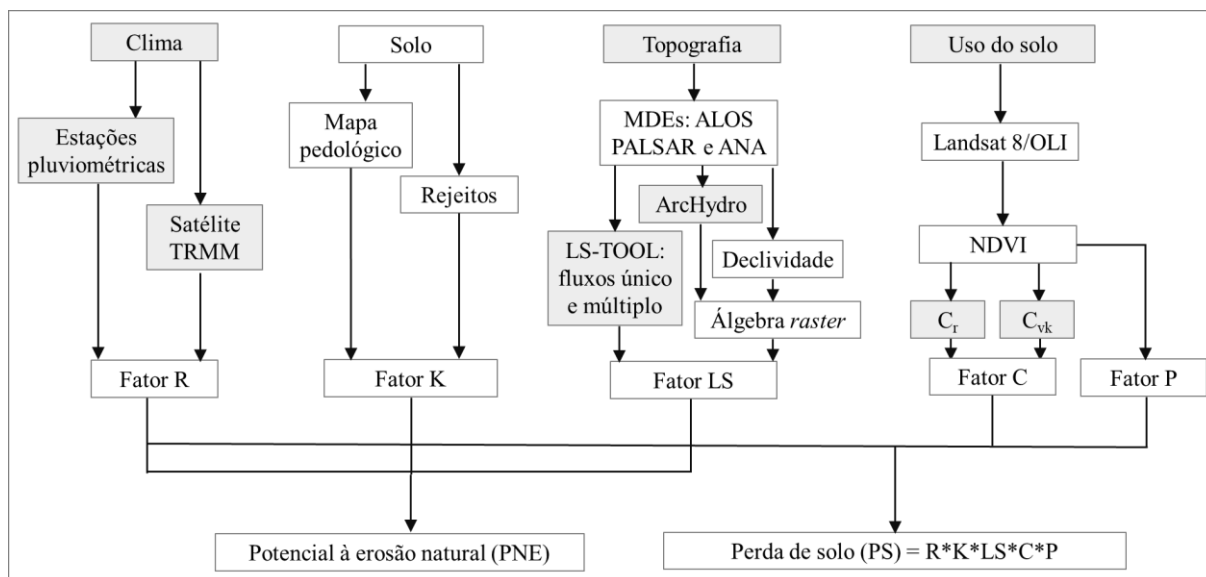 Clima
Solo
Topografia
Uso do solo
Estações
pluviométricas
Satélite
TRMM
Mapa
pedológico
Rejeitos
MDEs: ALOS
PALSAR e ANA
ArcHydro
LS-TOOL:
fluxos único
e múltiplo
Declividade
Álgebra raster
Landsat 8/OLI
NDVI
Cr
Cvk
Fator R
Fator K
Fator LS
Fator C
Fator P
Potencial à erosão natural (PNE)
Perda de solo (PS) = R*K*LS*C*P